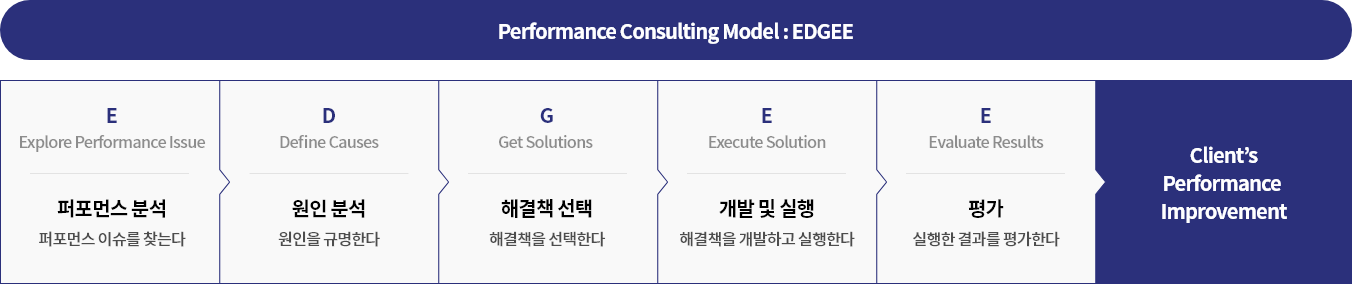 Performance Consulting Model : EDGEE
E
Explore Performance Issue
퍼포먼스 분석
퍼포먼스 이슈를 찾는다
D
Define Causes
원인 분석
원인을 규명한다
G
Get Solutions
해결책 선택
해결책을 선택한다
E
Execute Solution
개발 및 실행
해결책을 개발하고 실행한다
E
Evaluate Results
평가
실행한 결과를 평가한다
Client’s
Performance
Improvement